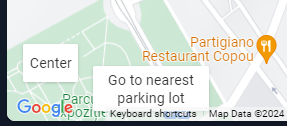 Partigiano
Restaurant Copou
Center
Go to nearest
parking lot
Google
Keyboard shortcuts
Map Data ©2024